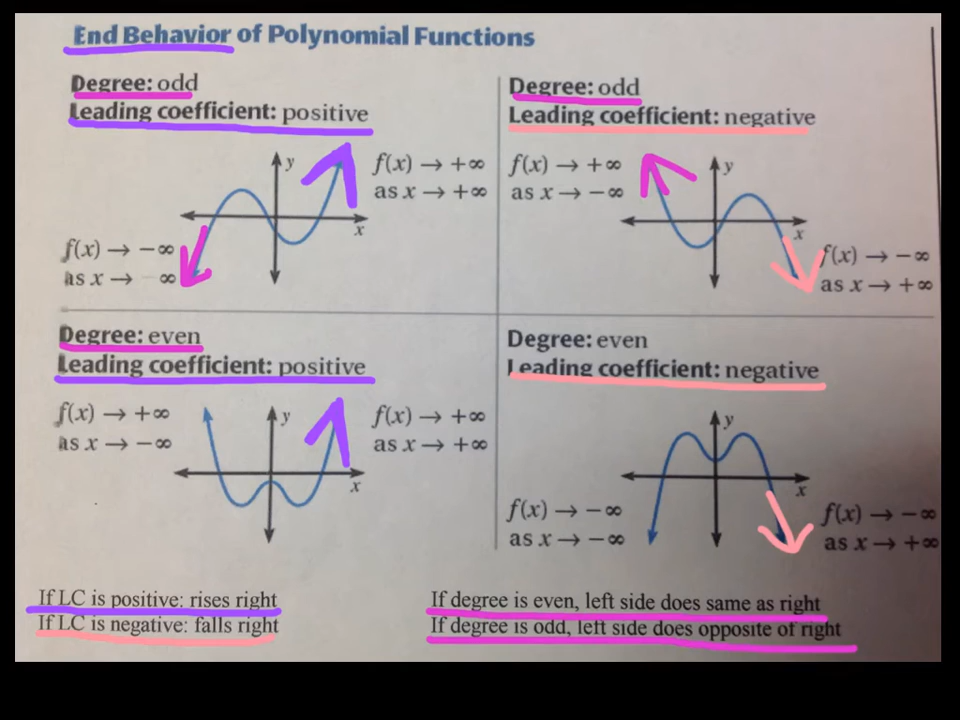 End Behavior of Polynomial Functions
Degree: odd
Leading coefficient: positive
y
f(x) → +∞
as x → +∞
x
f(x) → −∞
as x → ∞
Degree: odd
Leading coefficient: negative
f(x) → +∞
as x → −∞
y
x
f(x) → −∞
as x → +∞
Degree: even
Leading coefficient: positive
f(x) → +∞
as x → −∞
y
f(x) → +∞
as x → +∞
x
Degree: even
Leading coefficient: negative
y
x
f(x) → −∞
as x → −∞
f(x) → −∞
as x → +∞
If LC is positive: rises right
If LC is negative: falls right
If degree is even, left side does same as right
If degree is odd, left side does opposite of right